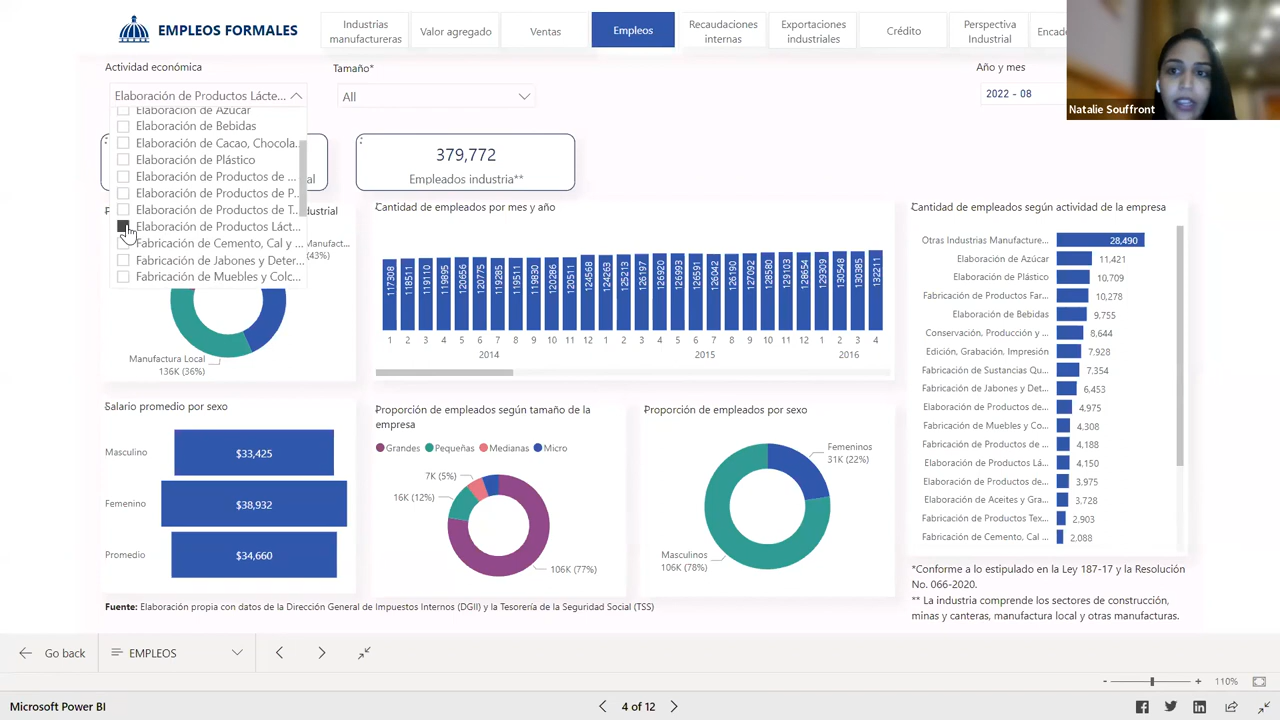 EMPLEOS FORMALES
Industrias
manufactureras
Valor agregado
Ventas
Empleos
Recaudaciones
internas
Exportaciones
industriales
Crédito
Perspectiva
Industrial
Encade
Natalie Souffront
Actividad económica
Tamaño*
Año y mes
Elaboración de Productos Lácte...
All
2022 - 08
Elaboración de Azúcar
Elaboración de Bebidas
Elaboración de Cacao, Chocola...
Elaboración de Plástico
Elaboración de Productos de ...
Elaboración de Productos de P...
Elaboración de Productos de T...
Elaboración de Productos Láct...
Fabricación de Cemento, Cal y ...
Fabricación de Jabones y Deter...
Fabricación de Muebles y Colc...
379,772
Empleados industria**
Manufact...
(43%)
Manufactura Local
136K (36%)
Cantidad de empleados por mes y año
117398 118511 119110 119895 120656 120775 119285 119511 119830 120286 120511 124568 124263 125213 126197 124920 126993 126591 126042 126190 127092 128580 129103 128654 129309 130548 130385 132211
1 2 3 4 5 6 7 8 9 10 11 12 1 2 3 4 5 6 7 8 9 10 11 12 1 2 3 4
2014 2015 2016
Cantidad de empleados según actividad de la empresa
Otras Industrias Manufacture... 28,490
Elaboración de Azúcar 11,421
Elaboración de Plástico 10,709
Fabricación de Productos Far... 10,278
Elaboración de Bebidas 9,755
Conservación, Producción y ... 8,644
Edición, Grabación, Impresión 7,928
Fabricación de Sustancias Qu... 7,354
Fabricación de Jabones y Det... 6,453
Elaboración de Productos de... 4,975
Fabricación de Muebles y Co... 4,308
Fabricación de Productos de ... 4,188
Elaboración de Productos Lá... 4,150
Elaboración de Productos de... 3,975
Elaboración de Aceites y Gra... 3,728
Fabricación de Productos Tex... 2,903
Fabricación de Cemento, Cal ... 2,088
Salario promedio por sexo
Masculino $33,425
Femenino $38,932
Promedio $34,660
Proporción de empleados según tamaño de la
empresa
Grandes Pequeñas Medianas Micro
7K (5%)
16K (12%)
106K (77%)
Proporción de empleados por sexo
Femeninos
31K (22%)
Masculinos
106K (78%)
*Conforme a lo estipulado en la Ley 187-17 y la Resolución
No. 066-2020.
** La industria comprende los sectores de construcción,
minas y canteras, manufactura local y otras manufacturas.
Fuente: Elaboración propia con datos de la Dirección General de Impuestos Internos (DGII) y la Tesorería de la Seguridad Social (TSS)
Go back
EMPLEOS
- + 110%
Microsoft Power BI
4 of 12